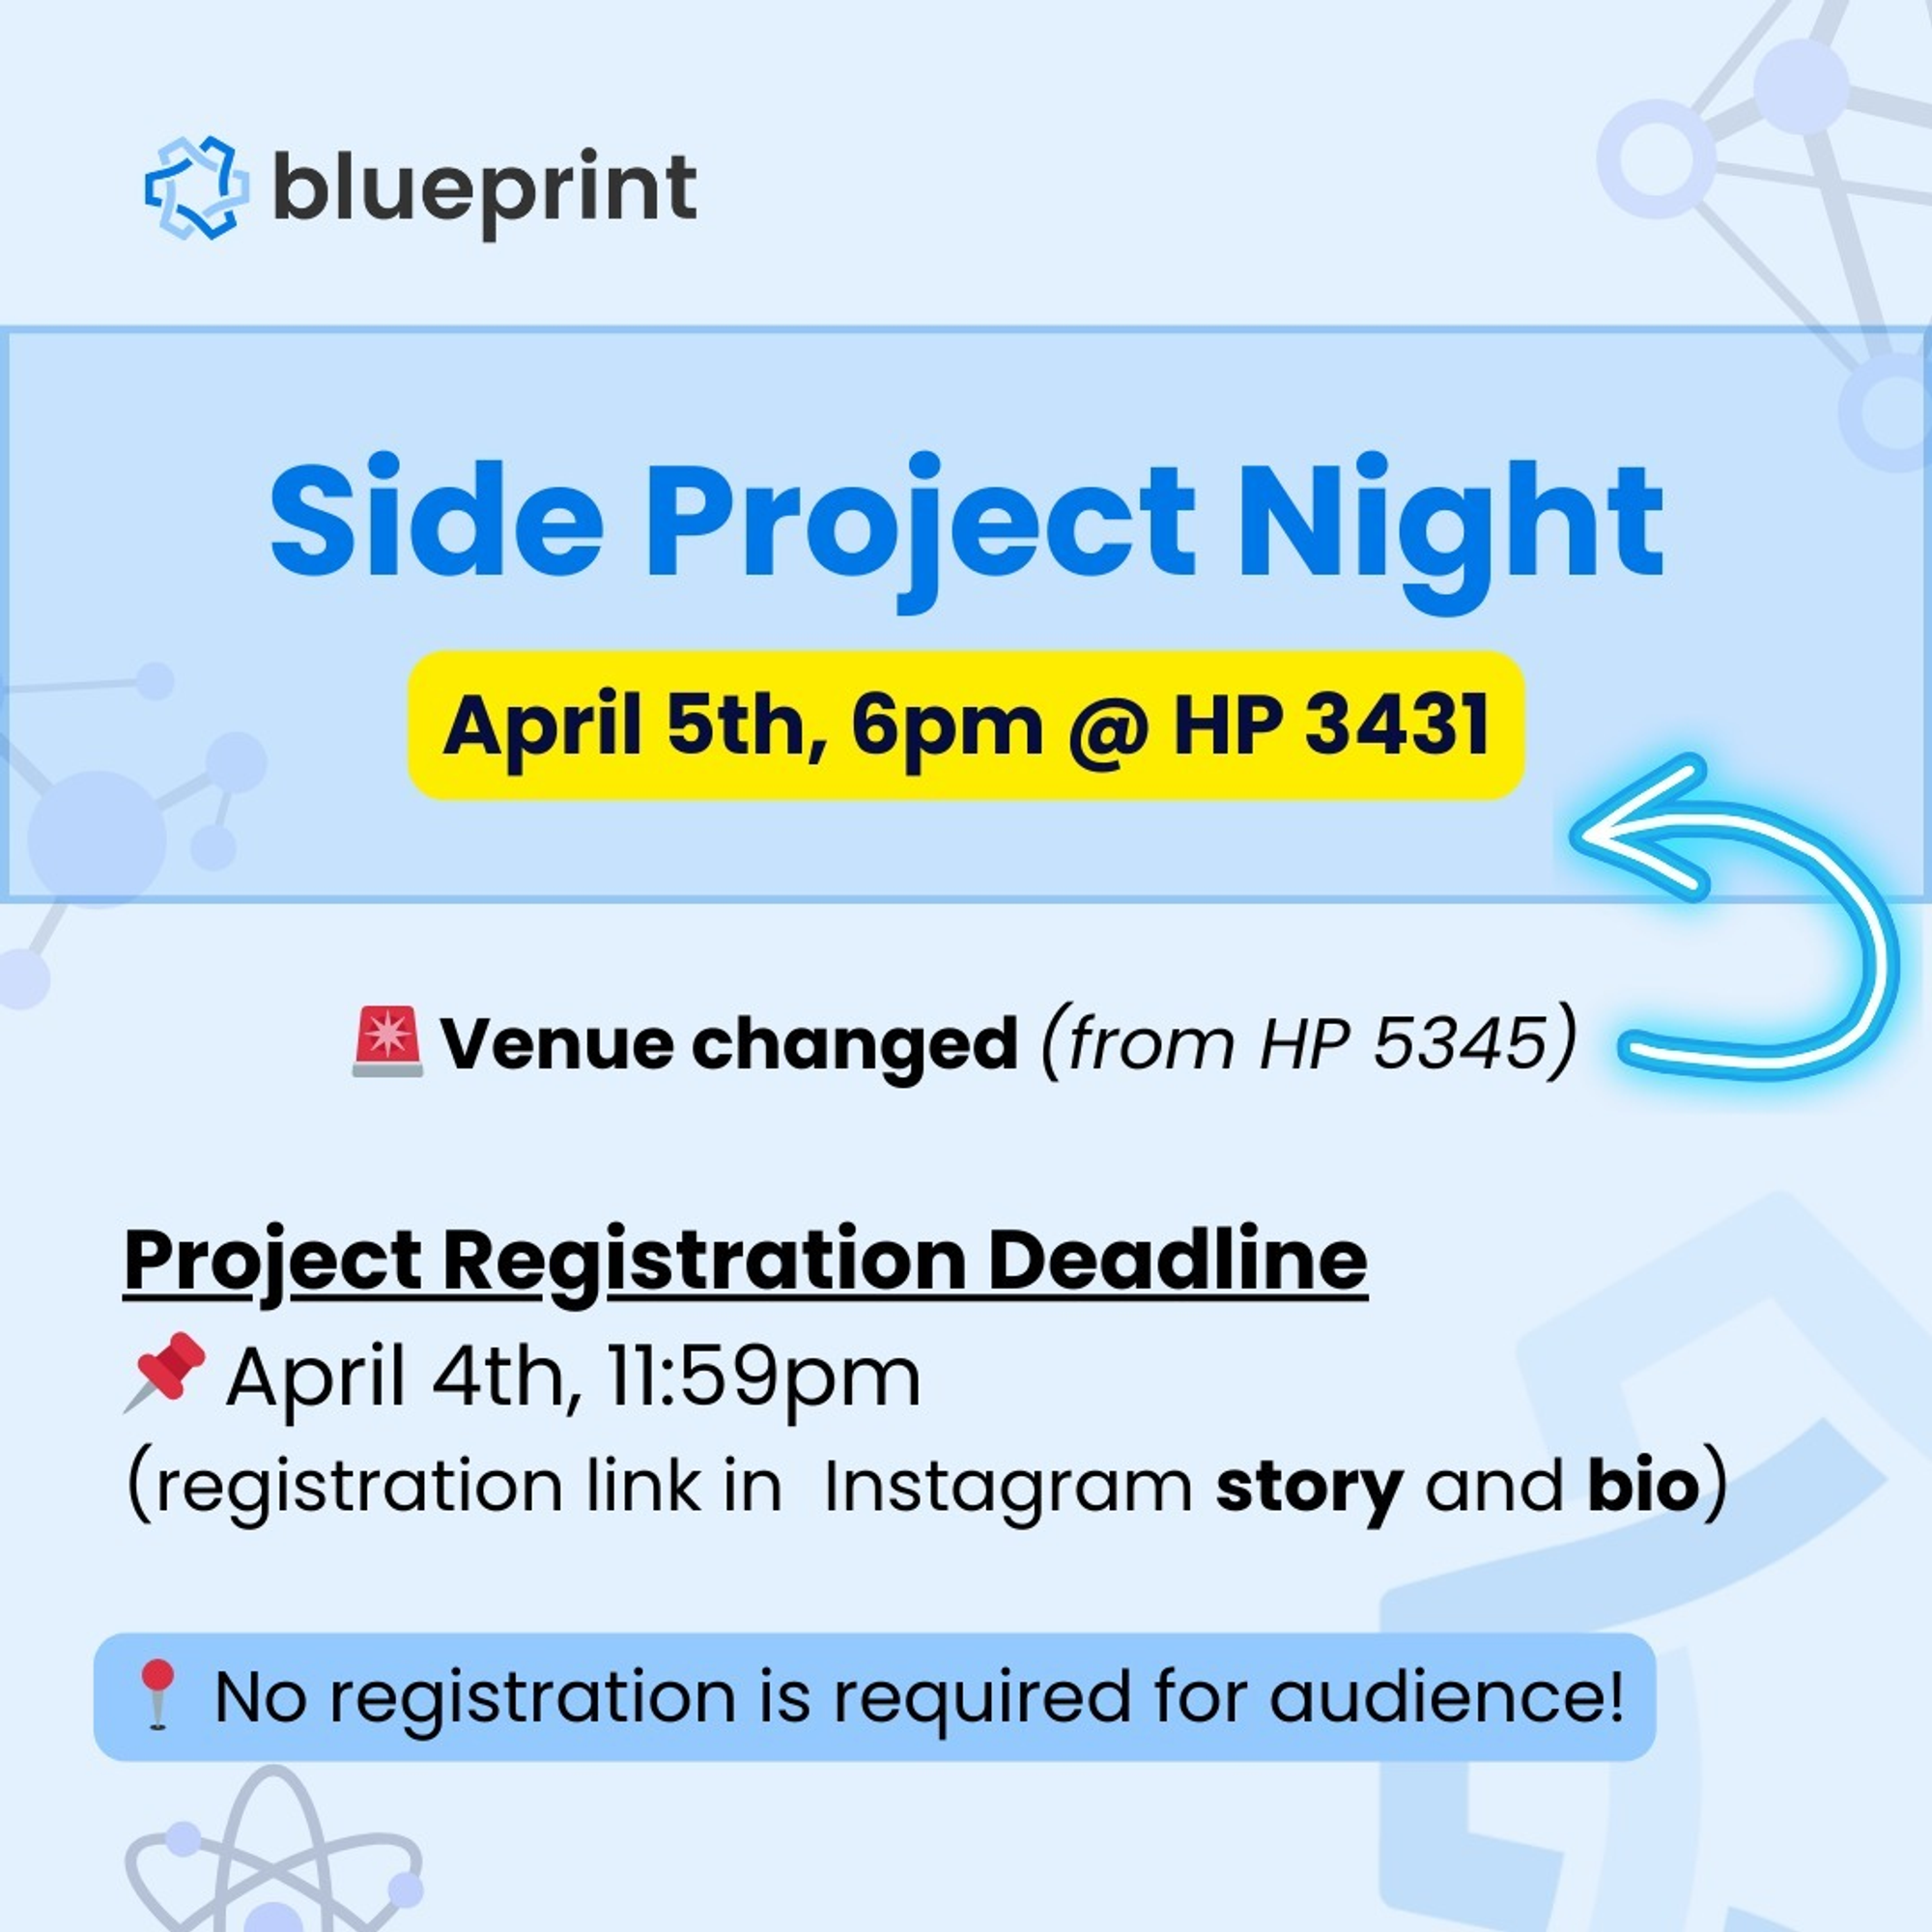 blueprint
Side Project Night
April 5th, 6pm @ HP 3431
🚨 Venue changed (from HP 5345)
Project Registration Deadline
📌 April 4th, 11:59pm
(registration link in  Instagram story and bio)
📍 No registration is required for audience!